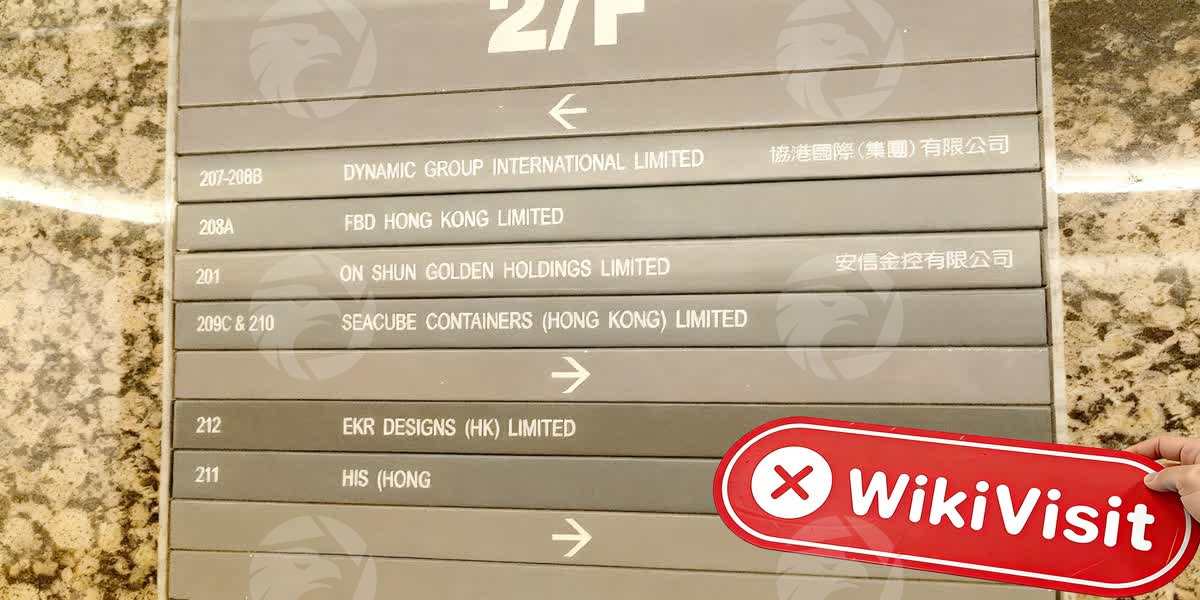 2/F
←
207-208B DYNAMIC GROUP INTERNATIONAL LIMITED 協港國際(集團)有限公司
208A FBD HONG KONG LIMITED
201 ON SHUN GOLDEN HOLDINGS LIMITED 安信金控有限公司
209C & 210 SEACUBE CONTAINERS (HONG KONG) LIMITED
→
212 EKR DESIGNS (HK) LIMITED
211 HIS (HONG
→
WikiVisit